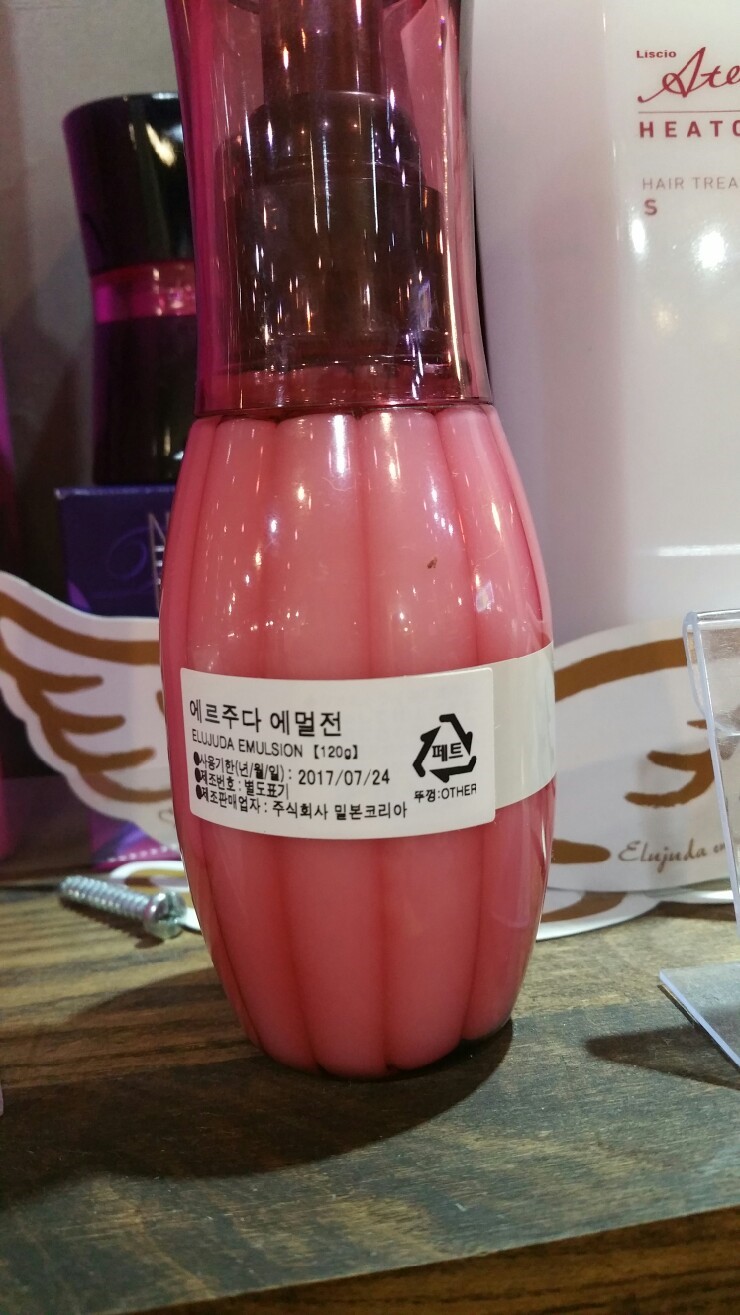 Liscio
HEATC
HAIR TREA
S
에르주다 에멀전
ELUJUDA EMULSION 【120g】
●사용기한(년/월/일) : 2017/07/24
●제조번호 : 별도표기
●제조판매업자 : 주식회사 밀본코리아
페트
뚜껑:OTHER
Elujuda